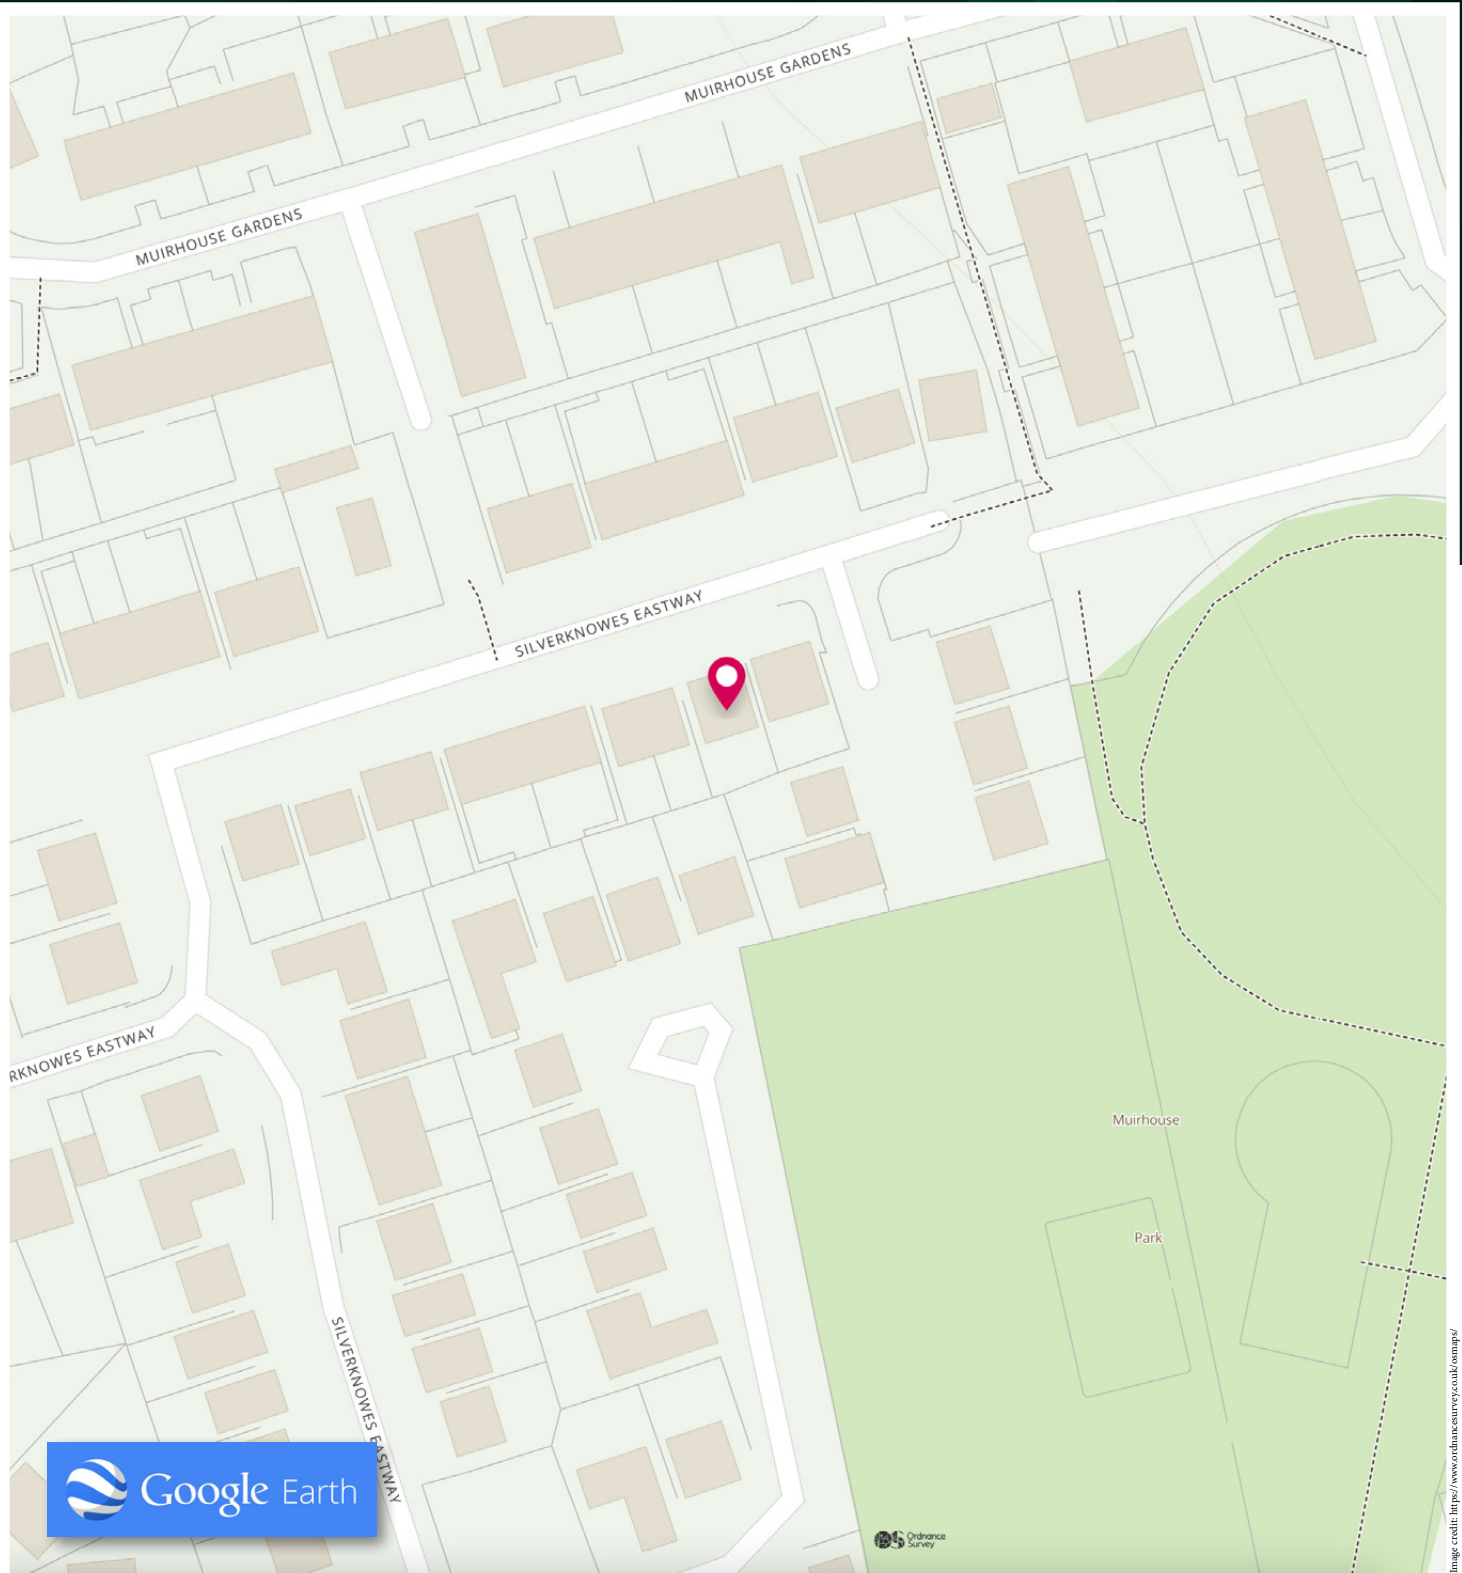 MUIRHOUSE GARDENS
MUIRHOUSE GARDENS
SILVERKNOWES EASTWAY
RKNOWES EASTWAY
Muirhouse
Park
SILVERKNOWES EASTWAY
Google Earth
Ordnance
Survey
Image credit: https://www.ordnancesurvey.co.uk/osmaps/